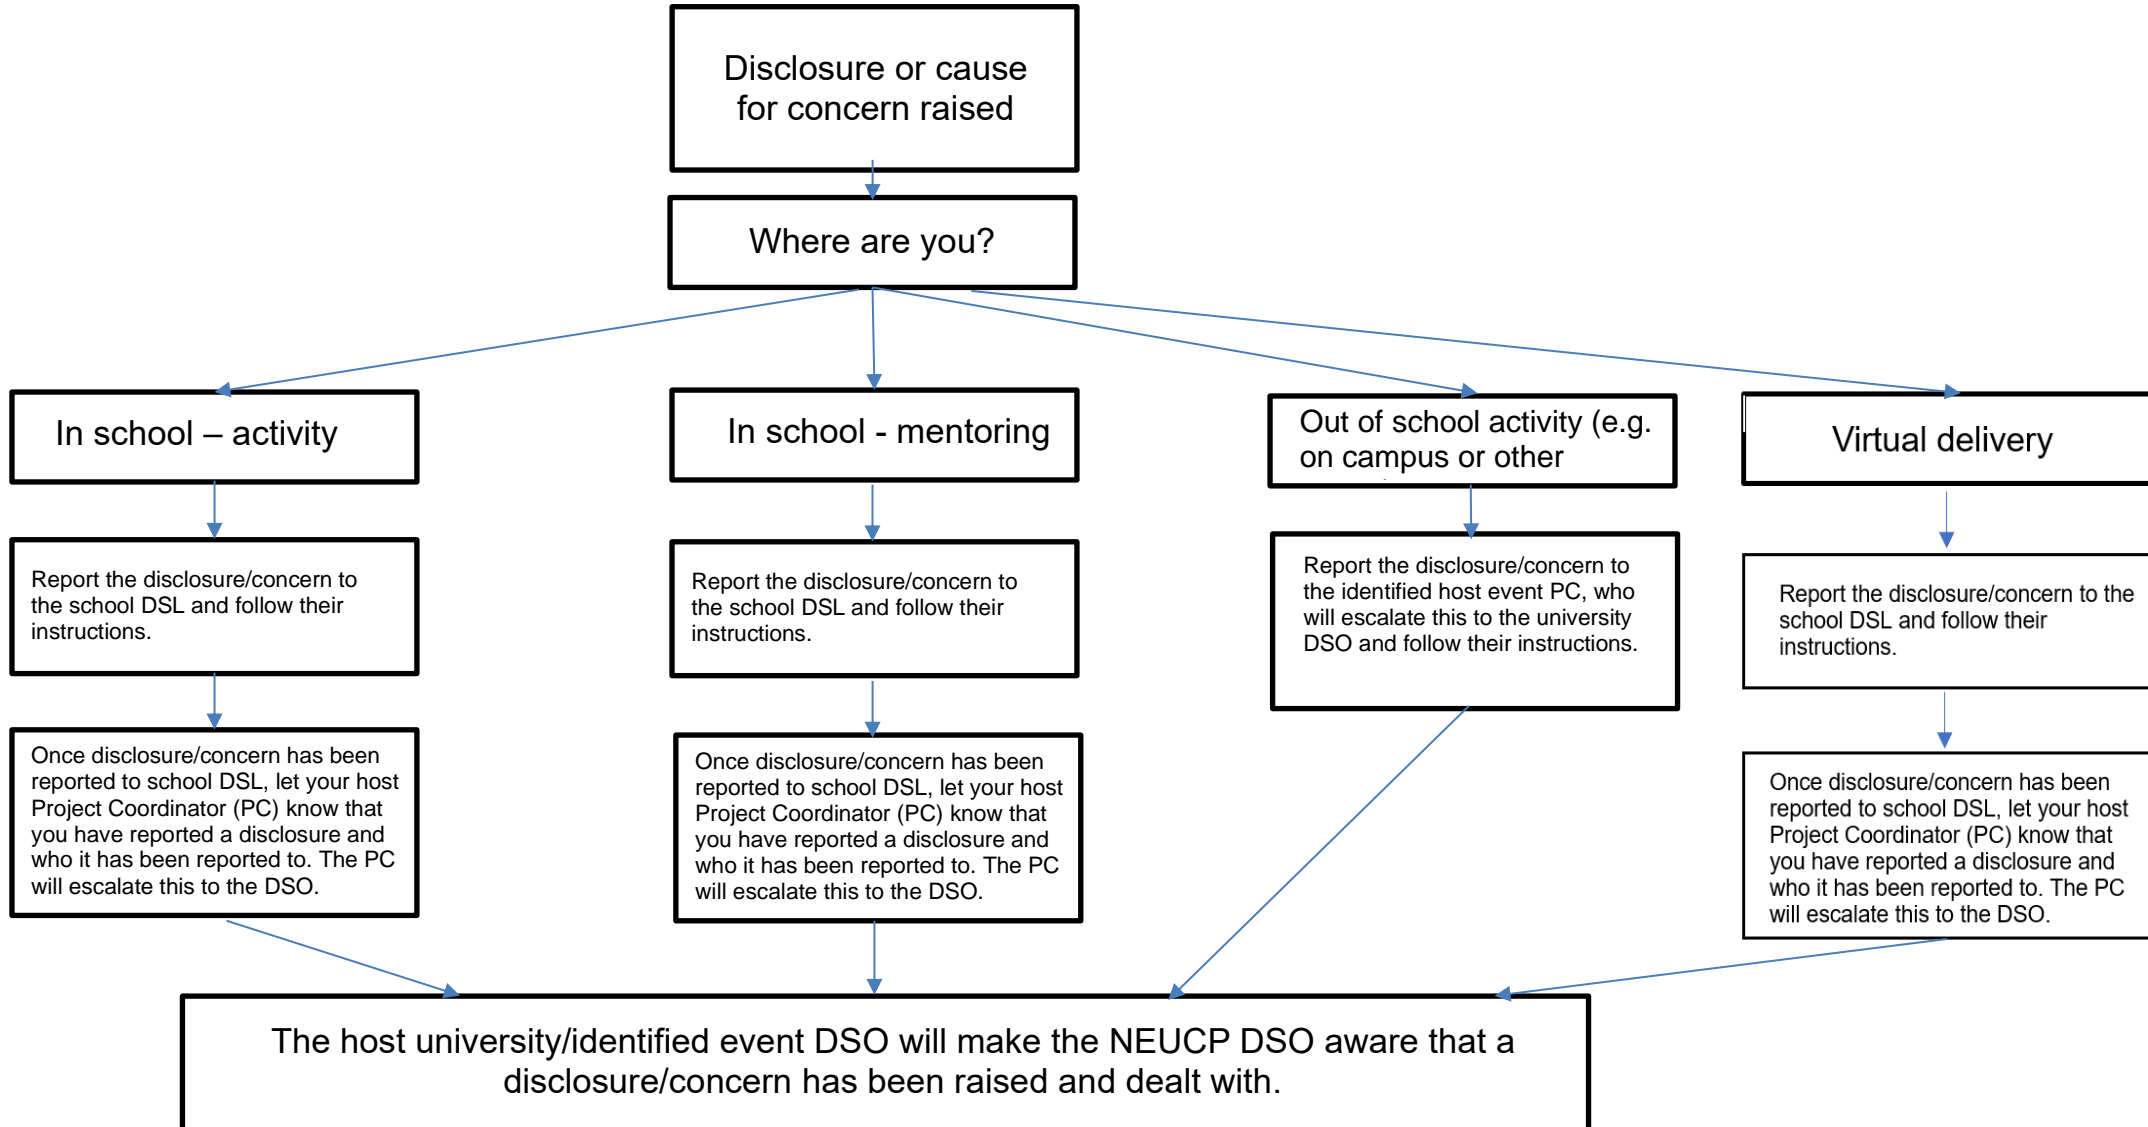 Disclosure or cause
for concern raised
Where are you?
In school – activity
In school - mentoring
Out of school activity (e.g.
on campus or other
Virtual delivery
Report the disclosure/concern to
the school DSL and follow their
instructions.
Report the disclosure/concern to
the school DSL and follow their
instructions.
Report the disclosure/concern to
the identified host event PC, who
will escalate this to the university
DSO and follow their instructions.
Report the disclosure/concern to the
school DSL and follow their
instructions.
Once disclosure/concern has been
reported to school DSL, let your host
Project Coordinator (PC) know that
you have reported a disclosure and
who it has been reported to. The PC
will escalate this to the DSO.
Once disclosure/concern has been
reported to school DSL, let your host
Project Coordinator (PC) know that
you have reported a disclosure and
who it has been reported to. The PC
will escalate this to the DSO.
Once disclosure/concern has been
reported to school DSL, let your host
Project Coordinator (PC) know that
you have reported a disclosure and
who it has been reported to. The PC
will escalate this to the DSO.
The host university/identified event DSO will make the NEUCP DSO aware that a
disclosure/concern has been raised and dealt with.